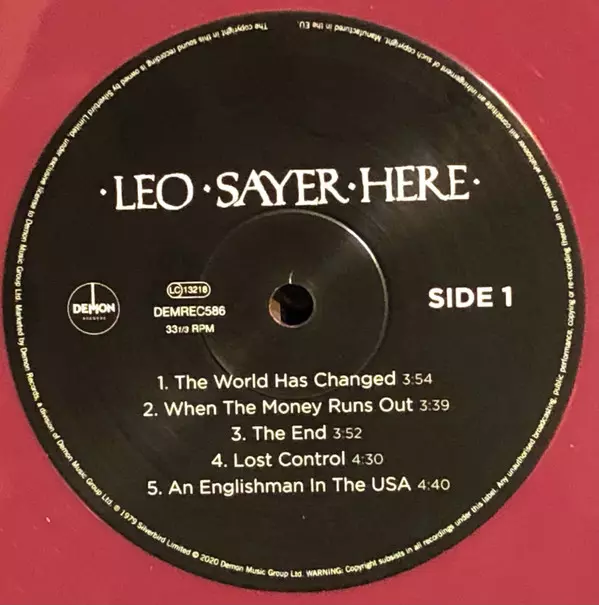 ·LEO·SAYER·HERE·
DEMON
RECORDS
LC 13218
DEMREC586
33 1/3 RPM
SIDE 1
1. The World Has Changed 3:54
2. When The Money Runs Out 3:39
3. The End 3:52
4. Lost Control 4:30
5. An Englishman In The USA 4:40
The copyright in this sound recording is owned by Silverbird Limited, under exclusive license to Demon Music Group Ltd. Marketed by Demon Records, a division of Demon Music Group Ltd. ℗ 1979 Silverbird Limited © 2020 Demon Music Group Ltd. WARNING: Copyright subsists in all recordings under this label. Any unauthorised broadcasting, public performance, copying or re-recording thereof in any manner whatsoever will constitute an infringement of such copyright. Manufactured in the EU.